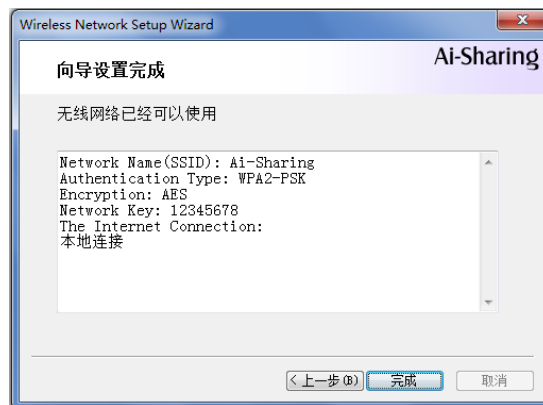 Wireless Network Setup Wizard
向导设置完成
Ai-Sharing
无线网络已经可以使用
Network Name(SSID): Ai-Sharing
Authentication Type: WPA2-PSK
Encryption: AES
Network Key: 12345678
The Internet Connection:
本地连接
< 上一步(B)
完成
取消